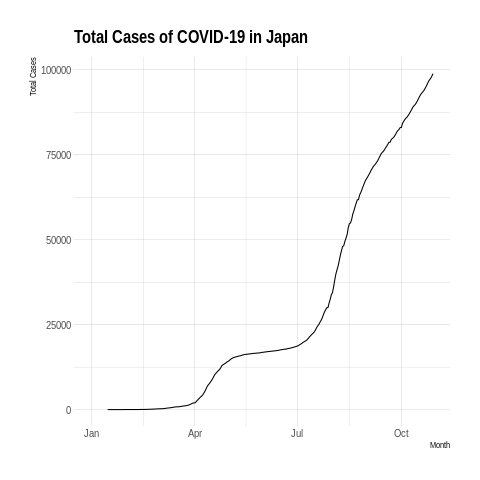 Total Cases of COVID-19 in Japan
Total Cases
100000
75000
50000
25000
0
Jan Apr Jul Oct
Month